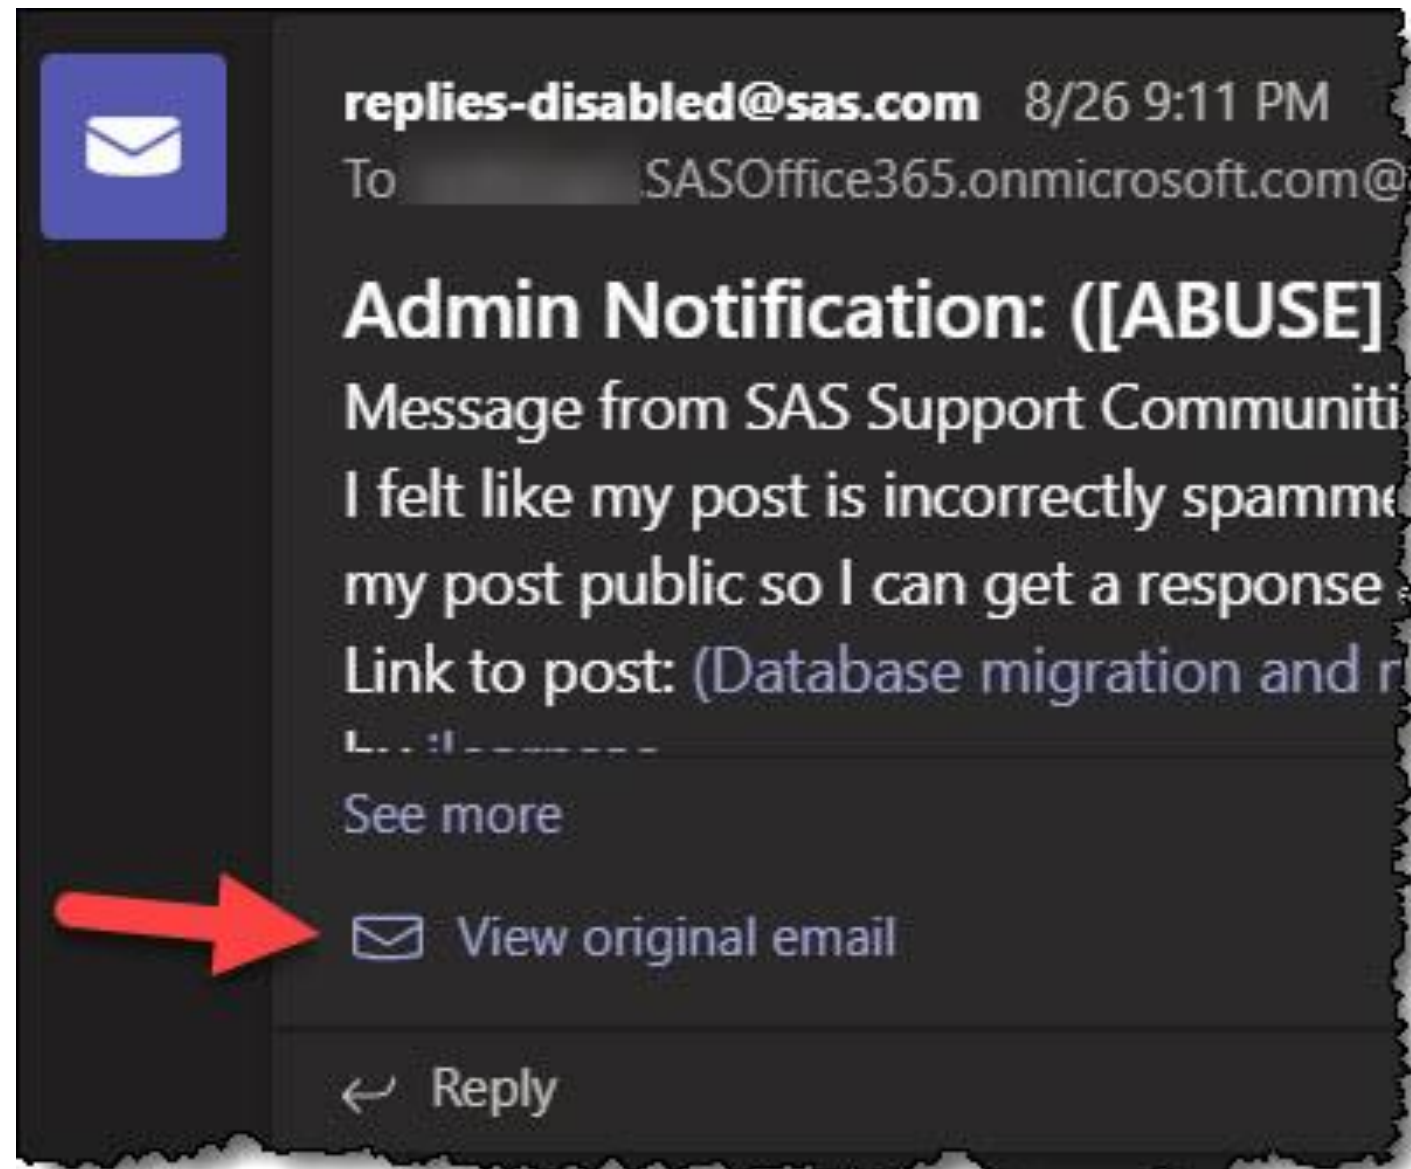 replies-disabled@sas.com 8/26 9:11 PM
To .SASOffice365.onmicrosoft.com@
Admin Notification: ([ABUSE]
Message from SAS Support Communiti
I felt like my post is incorrectly spamme
my post public so I can get a response
Link to post: (Database migration and
See more
View original email
Reply